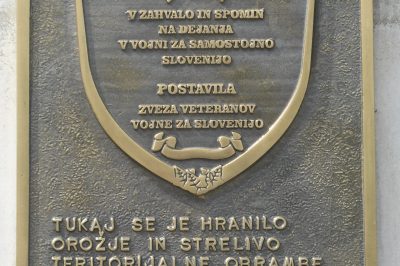 V ZAHVALO IN SPOMIN
NA DEJANJA
V VOJNI ZA SAMOSTOJNO
SLOVENIJO
POSTAVILA
ZVEZA VETERANOV
VOJNE ZA SLOVENIJO
TUKAJ SE JE HRANILO
OROŽJE IN STRELIVO
TERITORIJALNE OBRAMBE